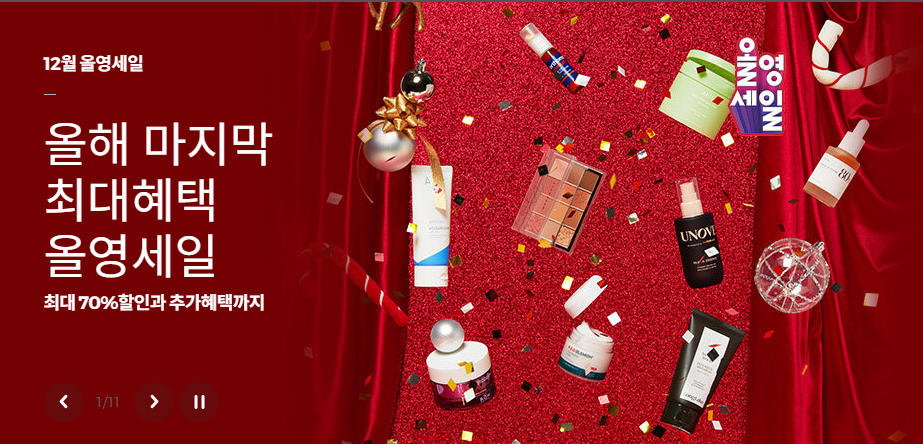 12월 올영세일
올해 마지막
최대혜택
올영세일
최대 70%할인과 추가혜택까지
1/11
올영
세일
UNOVE